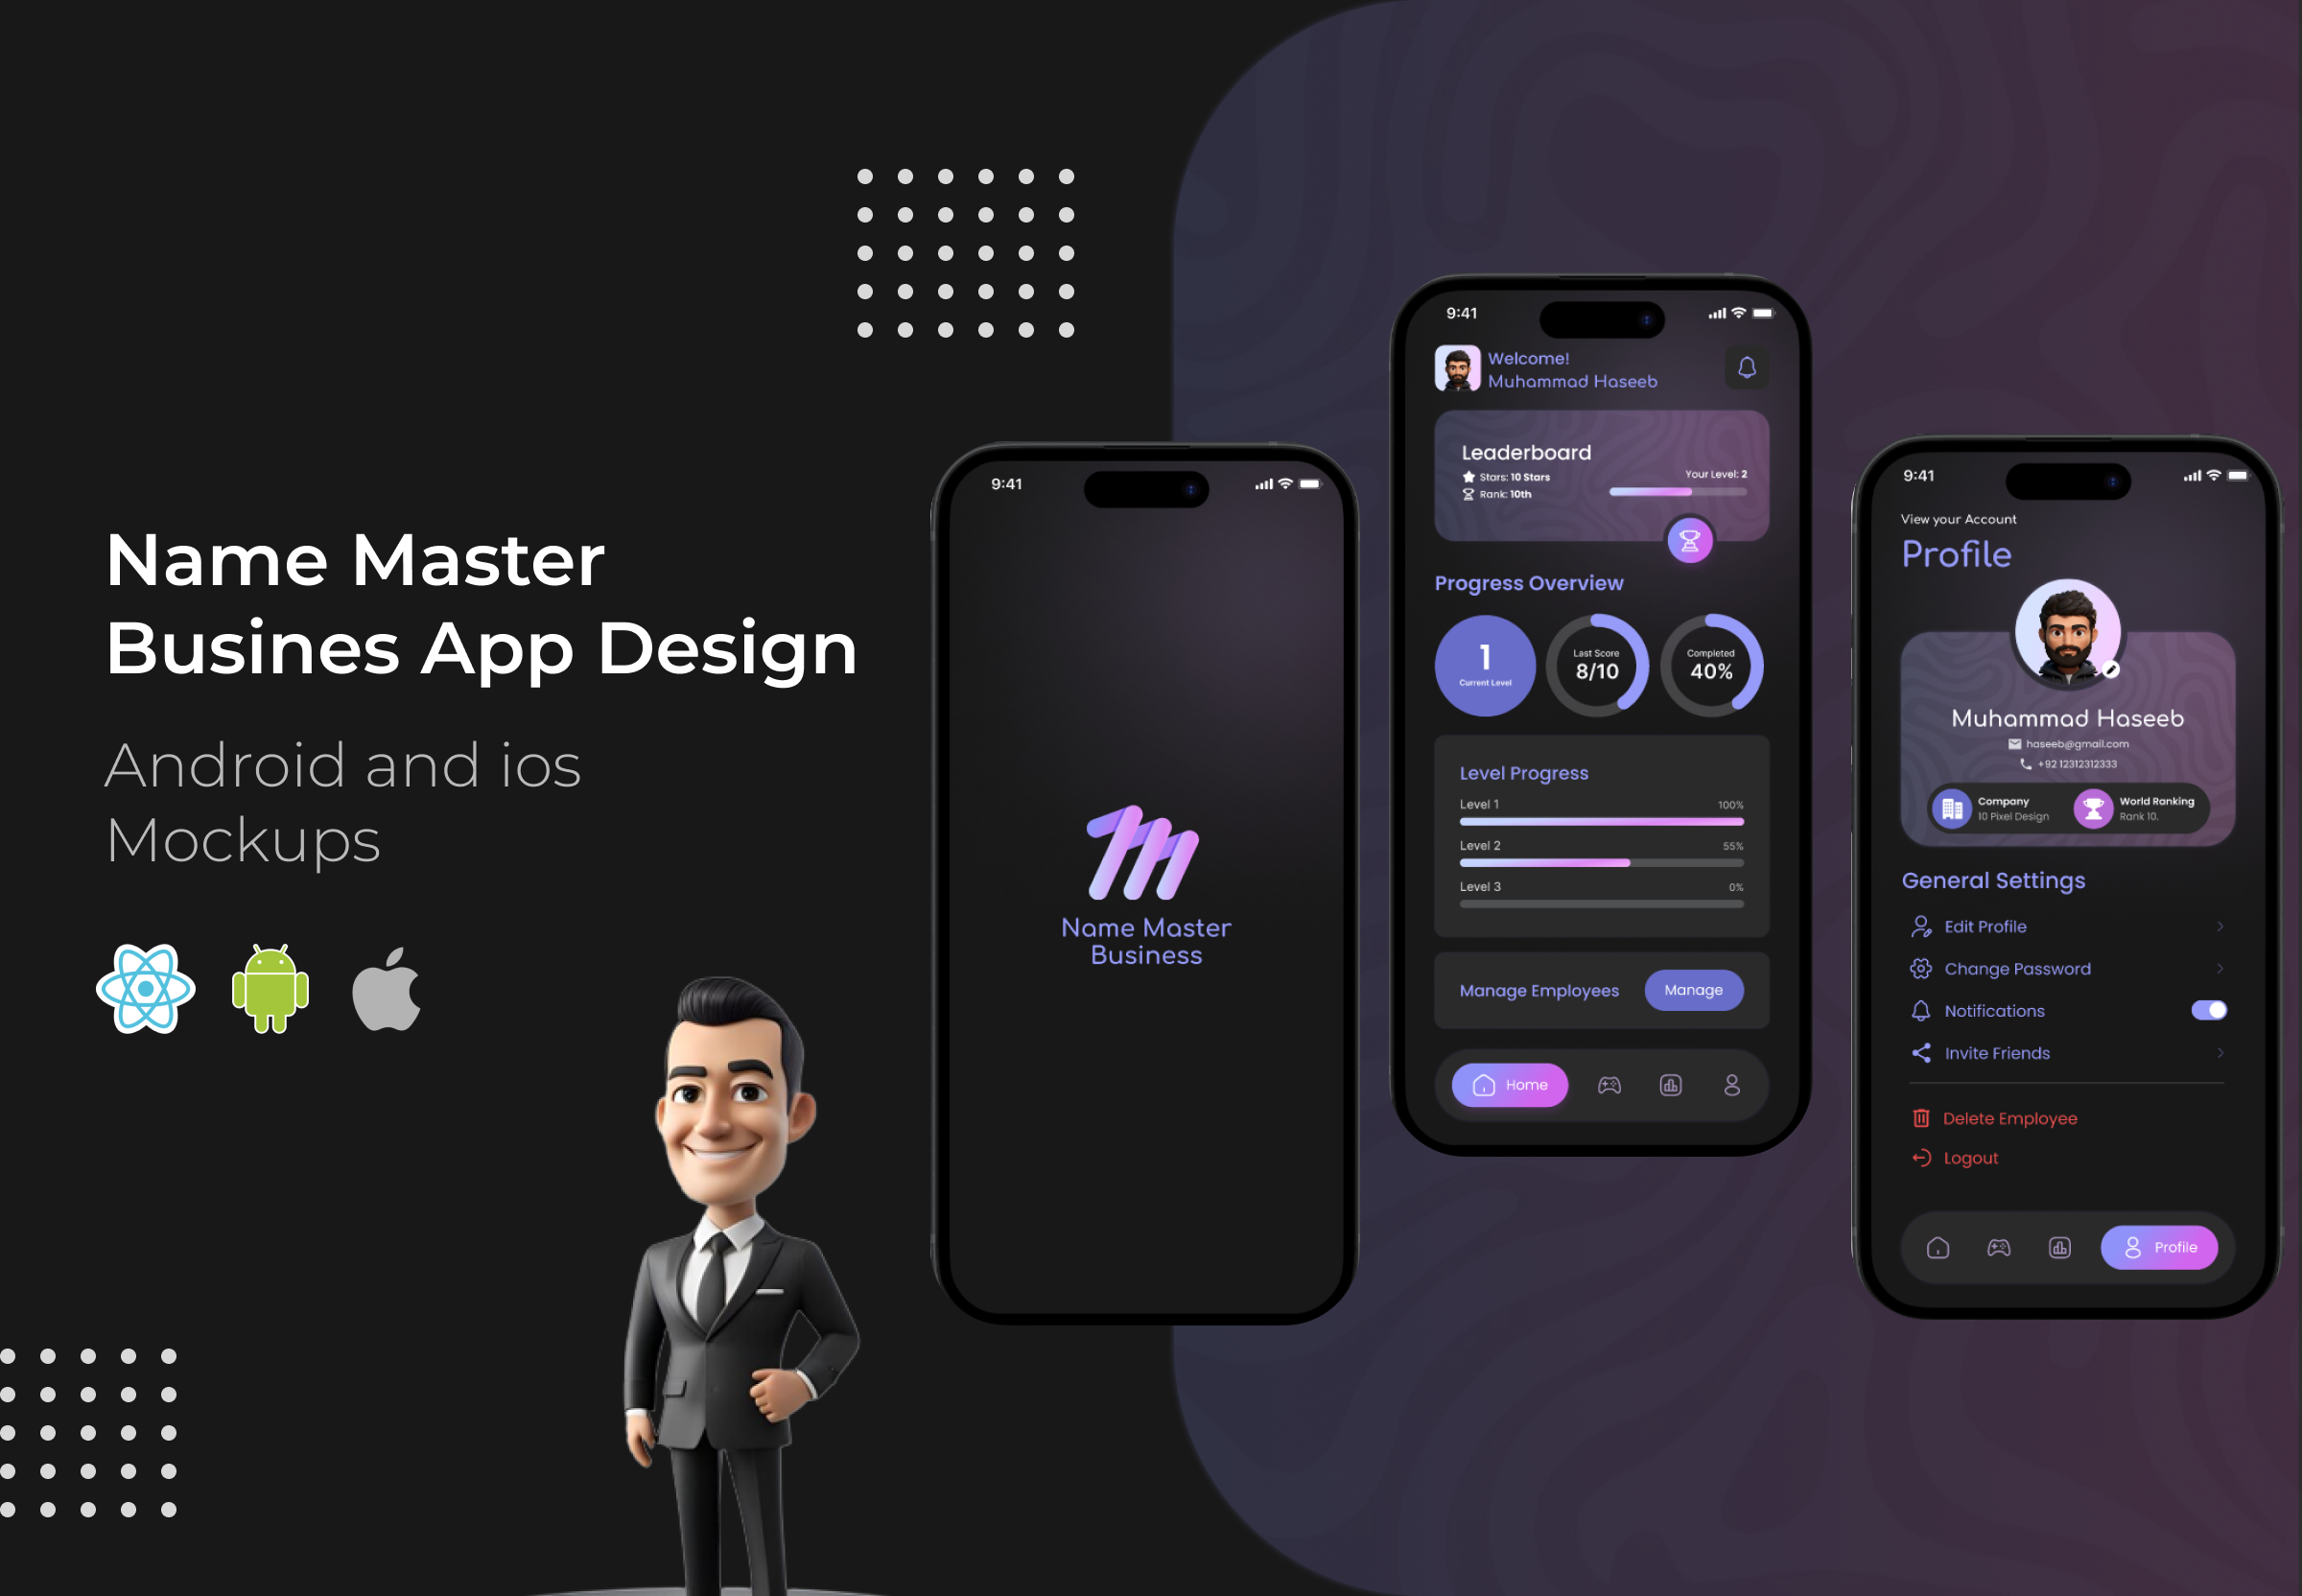 Name Master
Busines App Design
Android and ios
Mockups
9:41
Name Master
Business
9:41
Welcome!
Muhammad Haseeb
Leaderboard
Stars: 10 Stars
Rank: 10th
Your Level: 2
Progress Overview
1
Current Level
Last Score
8/10
Completed
40%
Level Progress
Level 1 100%
Level 2 55%
Level 3 0%
Manage Employees Manage
Home
9:41
View your Account
Profile
Muhammad Haseeb
haseeb@gmail.com
+92 12312312333
Company
10 Pixel Design
World Ranking
Rank 10.
General Settings
Edit Profile
Change Password
Notifications
Invite Friends
Delete Employee
Logout
Profile